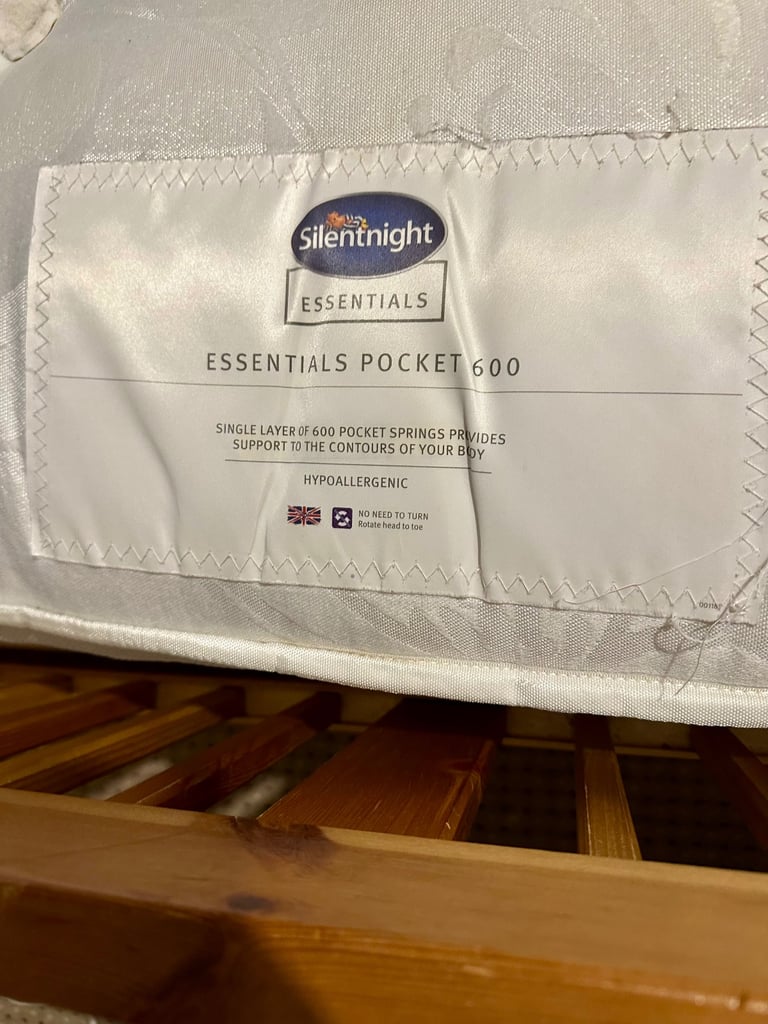 Silentnight
ESSENTIALS
ESSENTIALS POCKET 600
SINGLE LAYER OF 600 POCKET SPRINGS PROVIDES
SUPPORT TO THE CONTOURS OF YOUR BODY
HYPOALLERGENIC
NO NEED TO TURN
Rotate head to toe